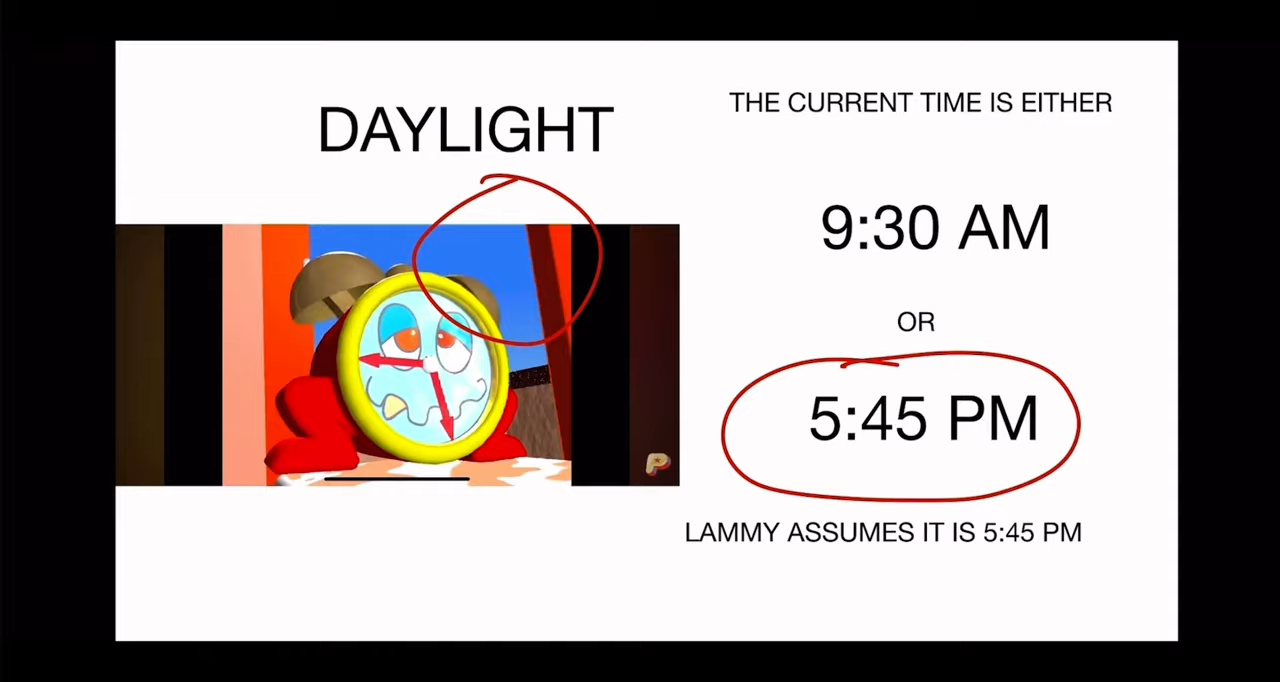 DAYLIGHT
THE CURRENT TIME IS EITHER
9:30 AM
OR
5:45 PM
LAMMY ASSUMES IT IS 5:45 PM
P